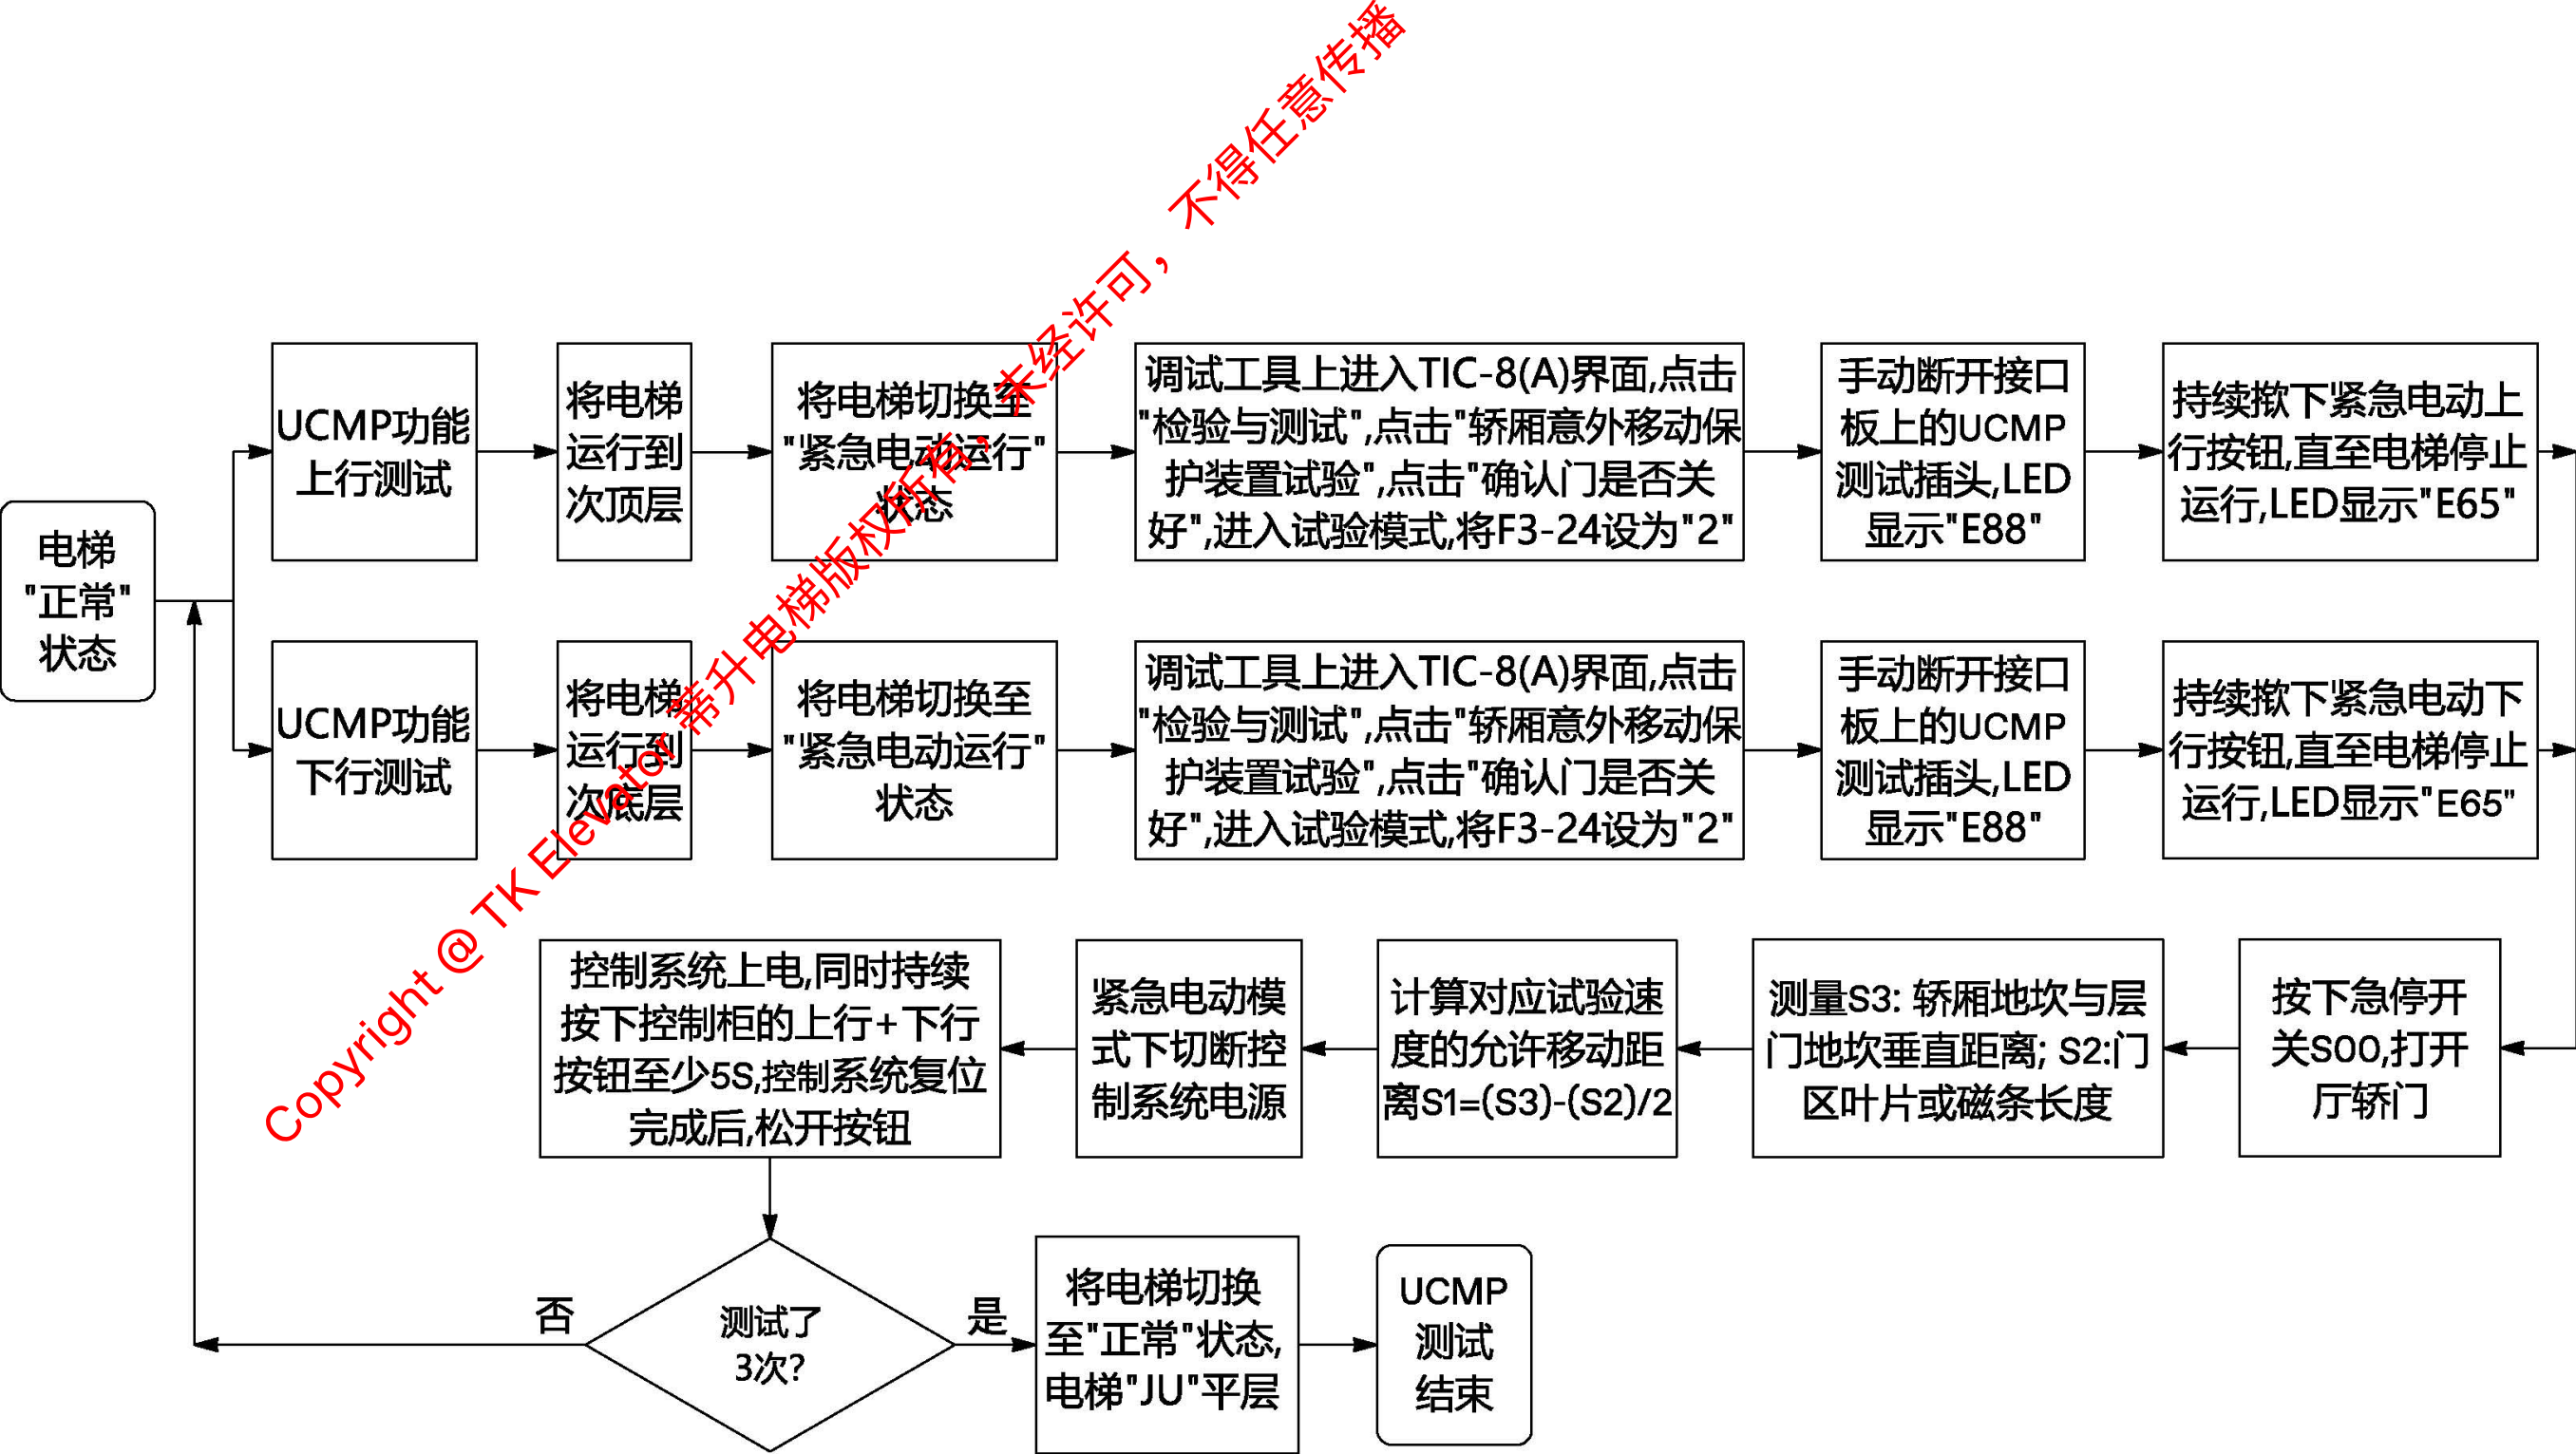 Copyright @ TK Elevator 蒂升电梯版权所有，未经许可，不得任意传播
电梯
"正常"
状态
UCMP功能
上行测试
将电梯
运行到
次顶层
将电梯切换至
"紧急电动运行"
状态
调试工具上进入TIC-8(A)界面,点击
"检验与测试",点击"轿厢意外移动保
护装置试验",点击"确认门是否关
好",进入试验模式,将F3-24设为"2"
手动断开接口
板上的UCMP
测试插头,LED
显示"E88"
持续揿下紧急电动上
行按钮,直至电梯停止
运行,LED显示"E65"
UCMP功能
下行测试
将电梯
运行到
次底层
将电梯切换至
"紧急电动运行"
状态
调试工具上进入TIC-8(A)界面,点击
"检验与测试",点击"轿厢意外移动保
护装置试验",点击"确认门是否关
好",进入试验模式,将F3-24设为"2"
手动断开接口
板上的UCMP
测试插头,LED
显示"E88"
持续揿下紧急电动下
行按钮,直至电梯停止
运行,LED显示"E65"
按下急停开
关S00,打开
厅轿门
测量S3: 轿厢地坎与层
门地坎垂直距离; S2:门
区叶片或磁条长度
计算对应试验速
度的允许移动距
离S1=(S3)-(S2)/2
紧急电动模
式下切断控
制系统电源
控制系统上电,同时持续
按下控制柜的上行+下行
按钮至少5S,控制系统复位
完成后,松开按钮
测试了
3次?
否
是
将电梯切换
至"正常"状态,
电梯"JU"平层
UCMP
测试
结束